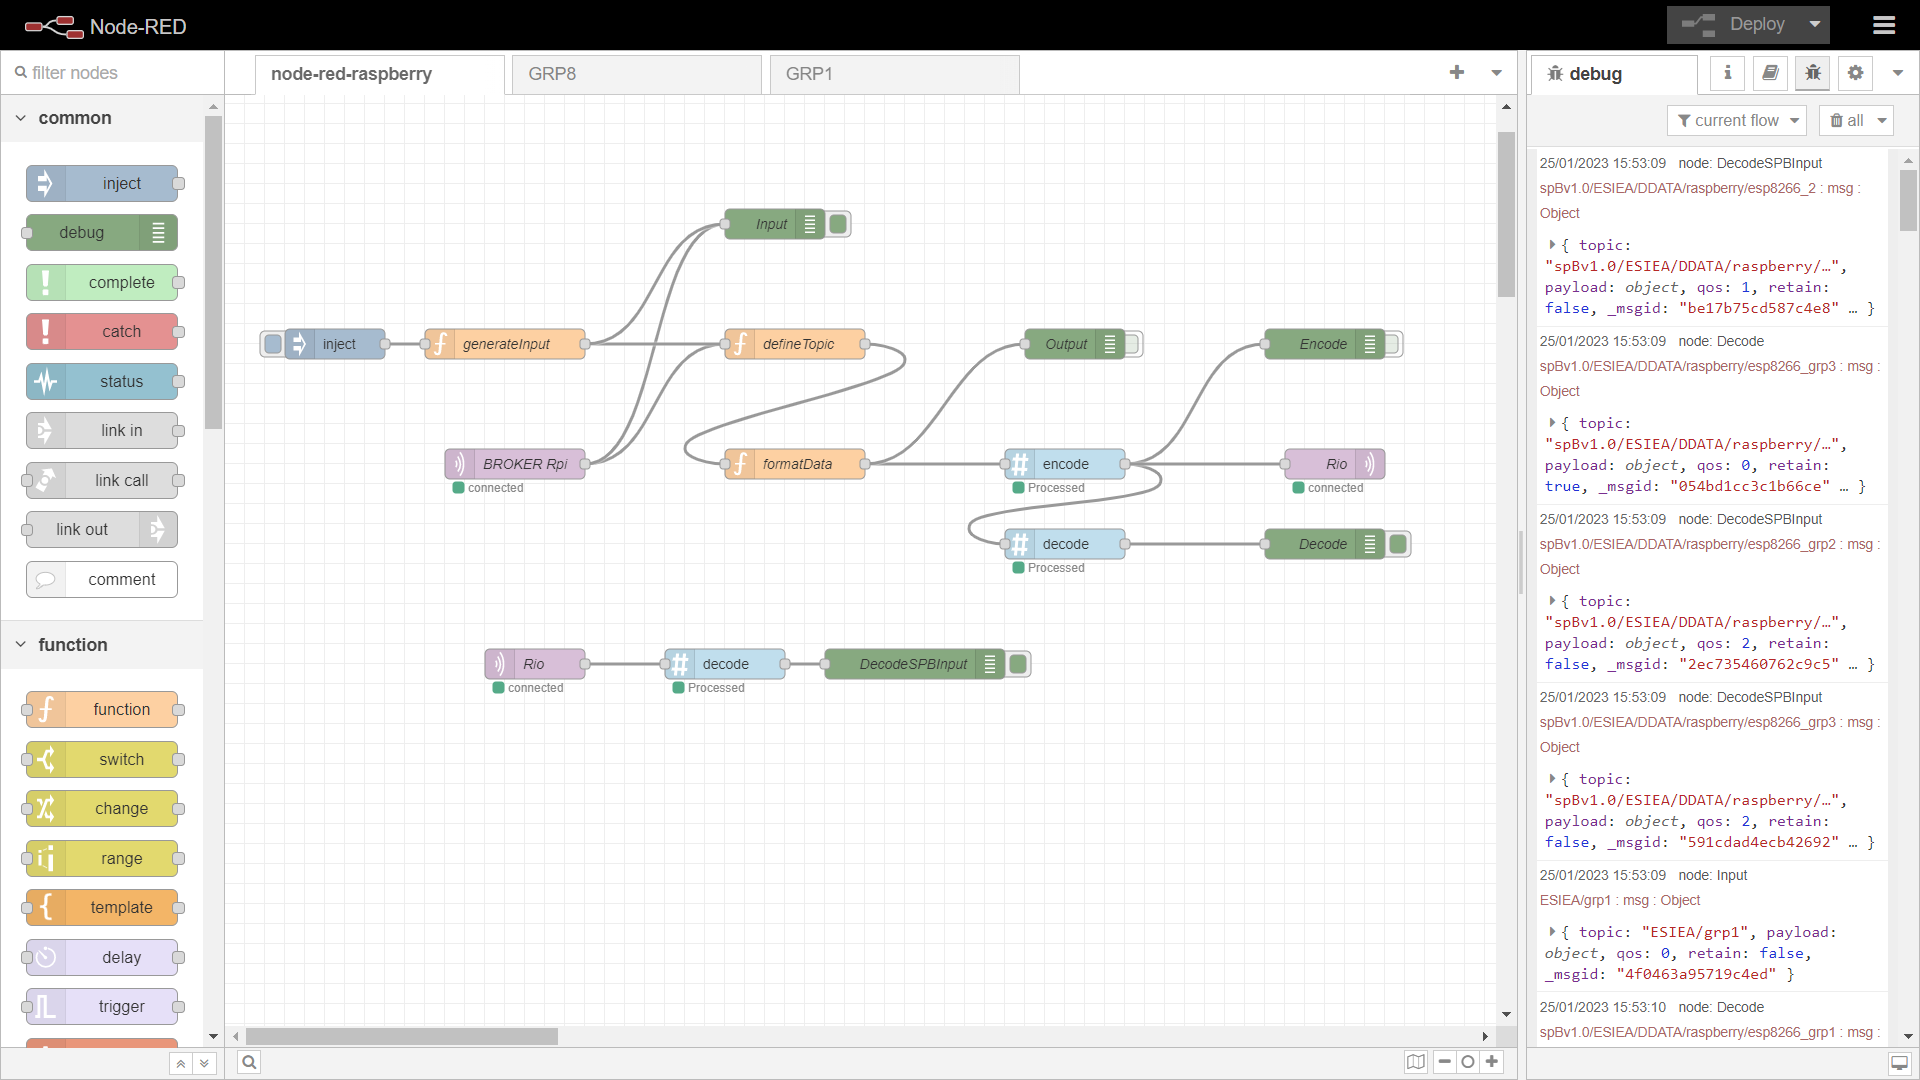 Node-RED
Deploy
filter nodes
node-red-raspberry
GRP8
GRP1
debug
common
inject
debug
complete
catch
status
link in
link call
link out
comment
function
function
switch
change
range
template
delay
trigger
Input
inject
generateInput
defineTopic
Output
Encode
BROKER Rpi
connected
formatData
encode
Processed
Rio
connected
decode
Processed
Decode
Rio
connected
decode
Processed
DecodeSPBInput
current flow
all
25/01/2023 15:53:09 node: DecodeSPBInput
spBv1.0/ESIEA/DDATA/raspberry/esp8266_2 : msg :
Object
{ topic:
"spBv1.0/ESIEA/DDATA/raspberry/…",
payload: object, qos: 1, retain:
false, _msgid: "be17b75cd587c4e8" … }
25/01/2023 15:53:09 node: Decode
spBv1.0/ESIEA/DDATA/raspberry/esp8266_grp3 : msg :
Object
{ topic:
"spBv1.0/ESIEA/DDATA/raspberry/…",
payload: object, qos: 0, retain:
true, _msgid: "054bd1cc3c1b66ce" … }
25/01/2023 15:53:09 node: DecodeSPBInput
spBv1.0/ESIEA/DDATA/raspberry/esp8266_grp2 : msg :
Object
{ topic:
"spBv1.0/ESIEA/DDATA/raspberry/…",
payload: object, qos: 2, retain:
false, _msgid: "2ec735460762c9c5" … }
25/01/2023 15:53:09 node: DecodeSPBInput
spBv1.0/ESIEA/DDATA/raspberry/esp8266_grp3 : msg :
Object
{ topic:
"spBv1.0/ESIEA/DDATA/raspberry/…",
payload: object, qos: 2, retain:
false, _msgid: "591cdad4ecb42692" … }
25/01/2023 15:53:09 node: Input
ESIEA/grp1 : msg : Object
{ topic: "ESIEA/grp1", payload:
object, qos: 0, retain: false,
_msgid: "4f0463a95719c4ed" }
25/01/2023 15:53:10 node: Decode
spBv1.0/ESIEA/DDATA/raspberry/esp8266_grp1 : msg :